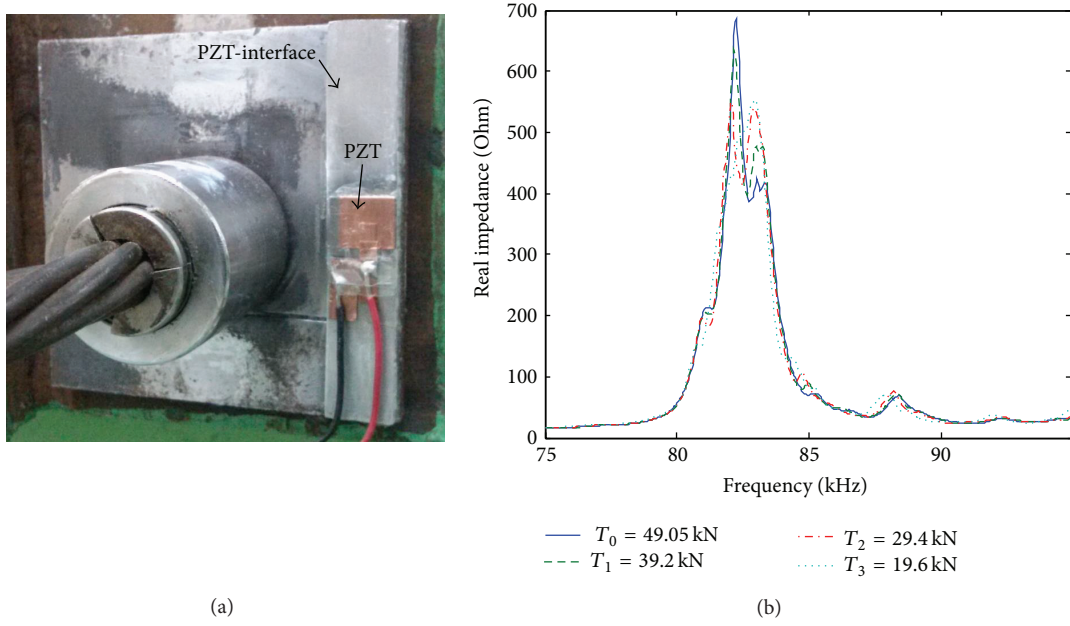 PZT-interface
PZT
(a)
Real impedance (Ohm)
700
600
500
400
300
200
100
0
75
80
85
90
Frequency (kHz)
T0 = 49.05 kN
T1 = 39.2 kN
T2 = 29.4 kN
T3 = 19.6 kN
(b)